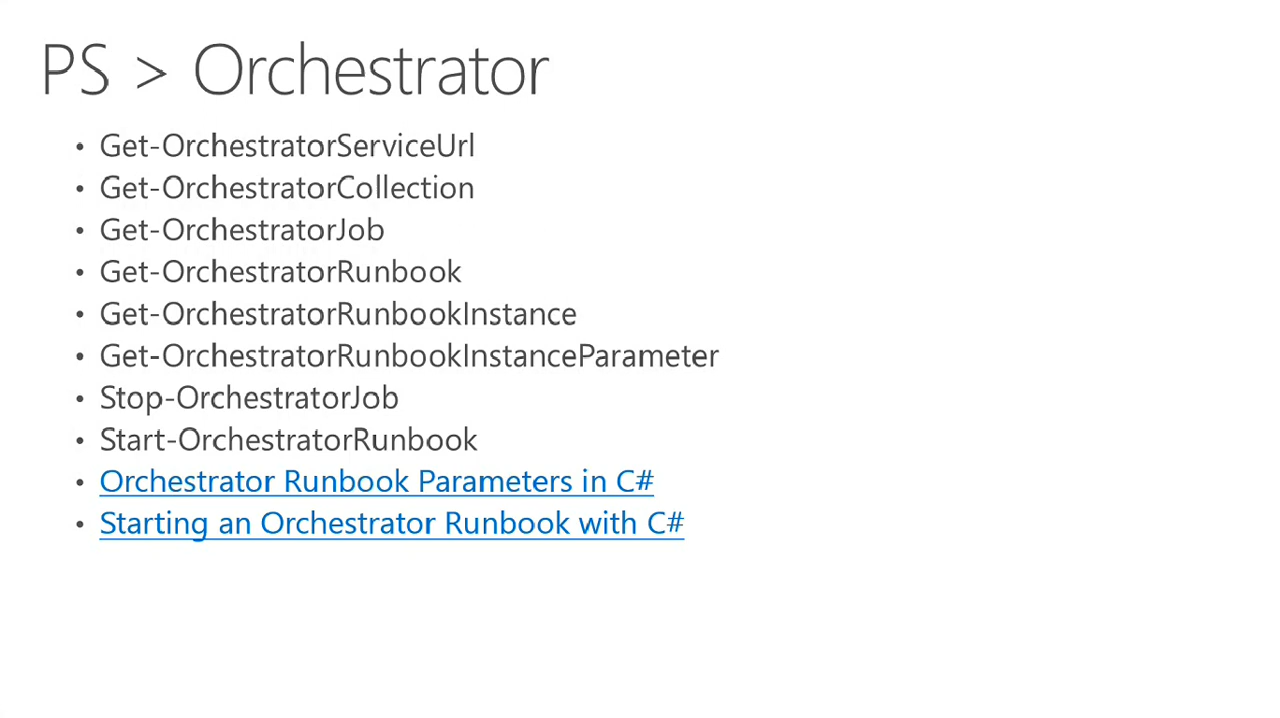 PS > Orchestrator
• Get-OrchestratorServiceUrl
• Get-OrchestratorCollection
• Get-OrchestratorJob
• Get-OrchestratorRunbook
• Get-OrchestratorRunbookInstance
• Get-OrchestratorRunbookInstanceParameter
• Stop-OrchestratorJob
• Start-OrchestratorRunbook
• Orchestrator Runbook Parameters in C#
• Starting an Orchestrator Runbook with C#